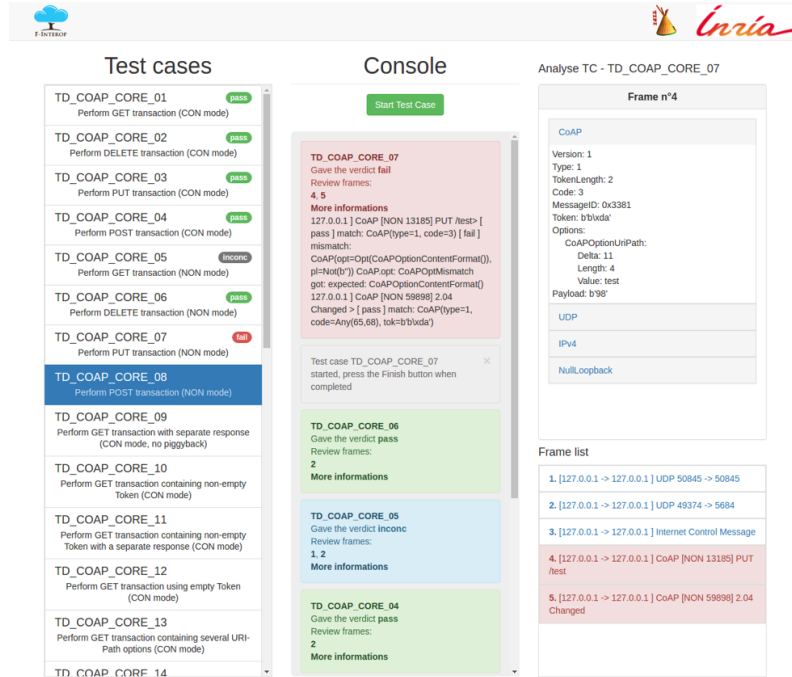 F-INTEROP
Inría
Test cases
TD_COAP_CORE_01
pass
Perform GET transaction (CON mode)
TD_COAP_CORE_02
pass
Perform DELETE transaction (CON mode)
TD_COAP_CORE_03
pass
Perform PUT transaction (CON mode)
TD_COAP_CORE_04
pass
Perform POST transaction (CON mode)
TD_COAP_CORE_05
inconc
Perform GET transaction (NON mode)
TD_COAP_CORE_06
pass
Perform DELETE transaction (NON mode)
TD_COAP_CORE_07
fail
Perform PUT transaction (NON mode)
TD_COAP_CORE_08
Perform POST transaction (NON mode)
TD_COAP_CORE_09
Perform GET transaction with separate response
(CON mode, no piggyback)
TD_COAP_CORE_10
Perform GET transaction containing non-empty
Token (CON mode)
TD_COAP_CORE_11
Perform GET transaction containing non-empty
Token with a separate response (CON mode)
TD_COAP_CORE_12
Perform GET transaction using empty Token
(CON mode)
TD_COAP_CORE_13
Perform GET transaction containing several URI-
Path options (CON mode)
TD_COAP_CORE_14
Console
Start Test Case
TD_COAP_CORE_07
Gave the verdict fail
Review frames:
4, 5
More informations
127.0.0.1 ] CoAP [NON 13185] PUT /test> [
pass ] match: CoAP(type=1, code=3) [ fail ]
mismatch:
CoAP(opt=Opt(CoAPOptionContentFormat()),
pl=Not(b'')) CoAP.opt: CoAPOptMismatch
got: expected: CoAPOptionContentFormat()
127.0.0.1 ] CoAP [NON 59898] 2.04
Changed > [ pass ] match: CoAP(type=1,
code=Any(65,68), tok=b'b\xda')
Test case TD_COAP_CORE_07 ×
started, press the Finish button when
completed
TD_COAP_CORE_06
Gave the verdict pass
Review frames:
2
More informations
TD_COAP_CORE_05
Gave the verdict inconc
Review frames:
1, 2
More informations
TD_COAP_CORE_04
Gave the verdict pass
Review frames:
2
More informations
Analyse TC - TD_COAP_CORE_07
Frame n°4
CoAP
Version: 1
Type: 1
TokenLength: 2
Code: 3
MessageID: 0x3381
Token: b'b\xda'
Options:
CoAPOptionUriPath:
Delta: 11
Length: 4
Value: test
Payload: b'98'
UDP
IPv4
NullLoopback
Frame list
1. [127.0.0.1 -> 127.0.0.1 ] UDP 50845 -> 50845
2. [127.0.0.1 -> 127.0.0.1 ] UDP 49374 -> 5684
3. [127.0.0.1 -> 127.0.0.1 ] Internet Control Message
4. [127.0.0.1 -> 127.0.0.1 ] CoAP [NON 13185] PUT
/test
5. [127.0.0.1 -> 127.0.0.1 ] CoAP [NON 59898] 2.04
Changed